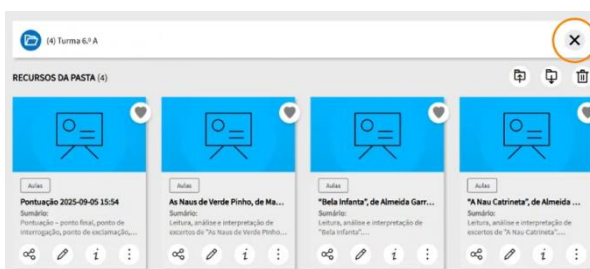 (4) Turma 6.º A
RECURSOS DA PASTA (4)
Aulas
Pontuação 2025-09-05 15:54
Sumário:
Pontuação – ponto final, ponto de
interrogação, ponto de exclamação,...
Aulas
As Naus de Verde Pinho, de Ma...
Sumário:
Leitura, análise e interpretação de
excertos de "As Naus de Verde Pinho...
Aulas
"Bela Infanta", de Almeida Garr...
Sumário:
Leitura, análise e interpretação de
"Bela Infanta"....
Aulas
"A Nau Catrineta", de Almeida ...
Sumário:
Leitura, análise e interpretação de
excertos de "A Nau Catrineta"....